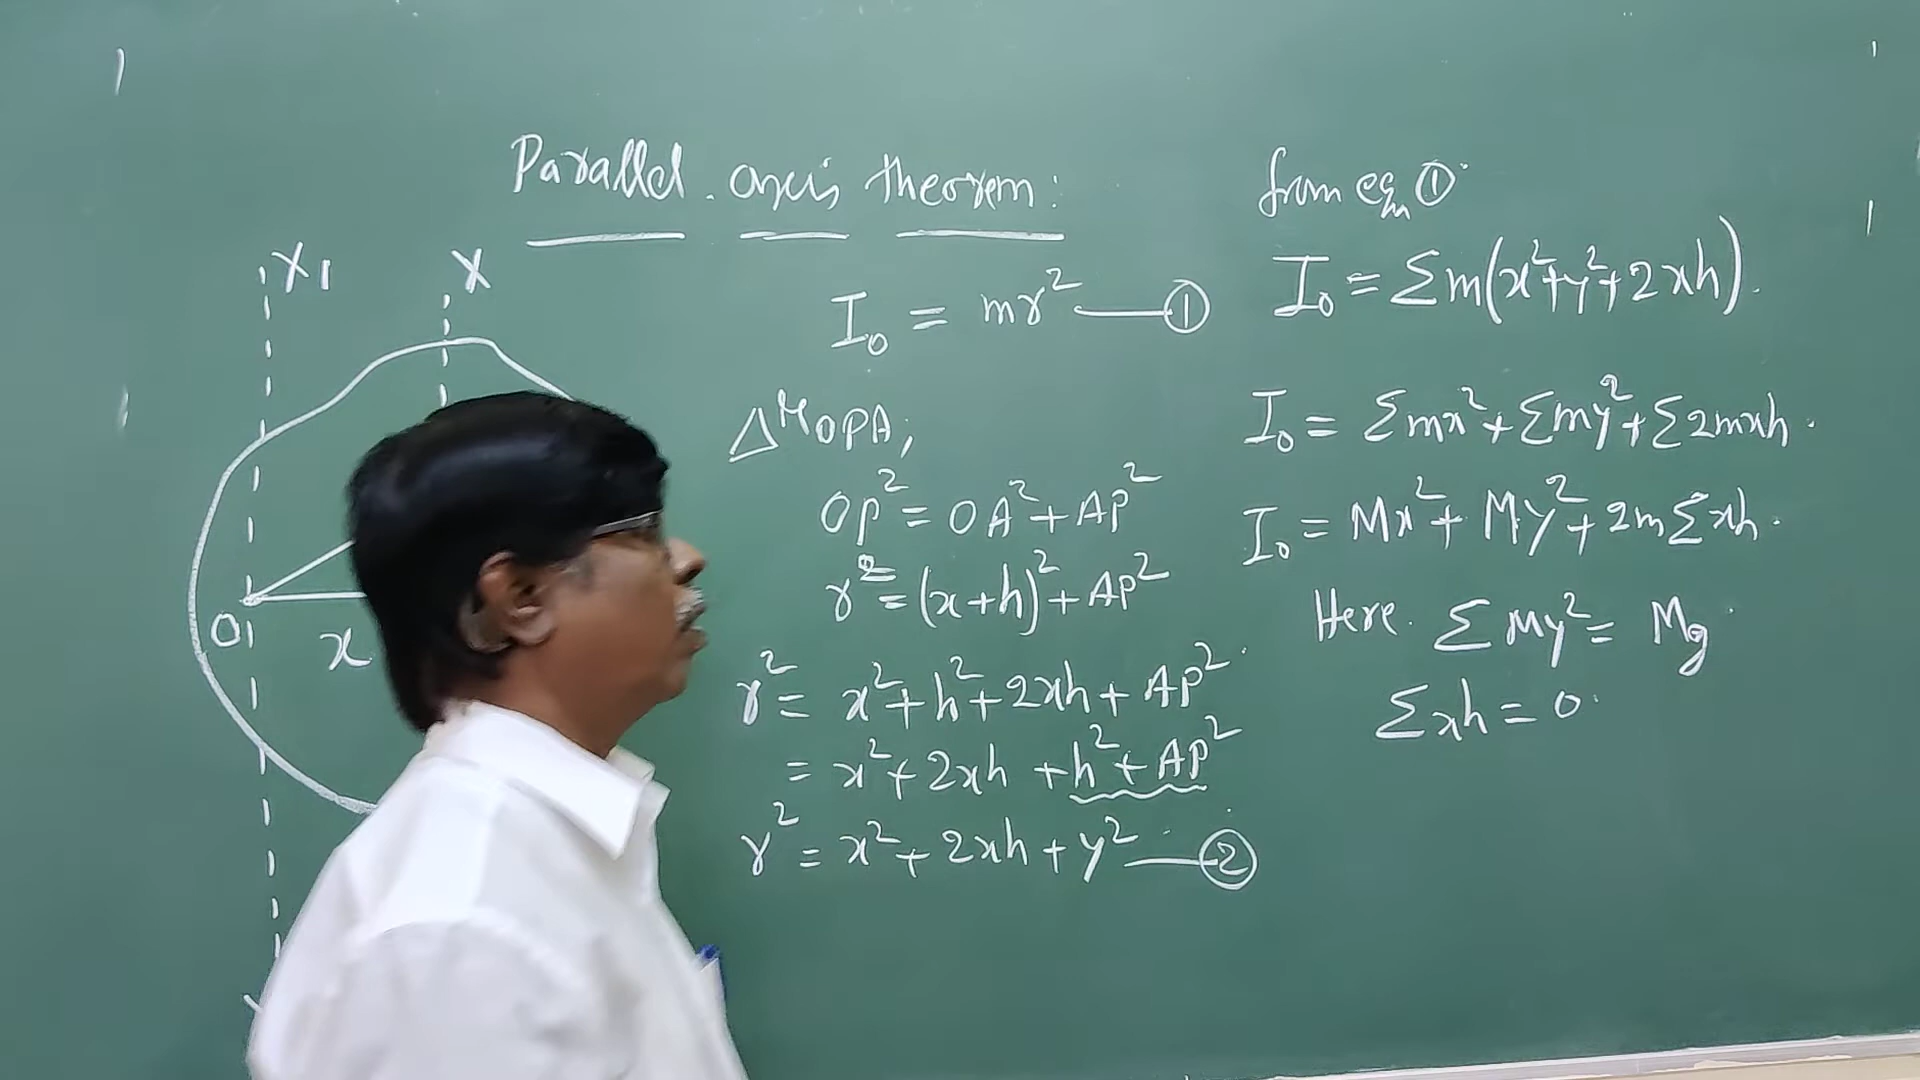 Parallel axis theorem:
X1 X
O x
I₀ = mr² —— ①
Δˡᵉ OPA,
OP² = OA² + AP²
r² = (x+h)² + AP²
r² = x² + h² + 2xh + AP²
= x² + 2xh + h² + AP²
r² = x² + 2xh + y² —— ②
from eqn ①
I₀ = Σm(x²+y²+2xh).
I₀ = Σmx² + Σmy² + Σ2mxh.
I₀ = Mx² + My² + 2mΣxh.
Here. ΣMy² = Mg
Σxh = 0.